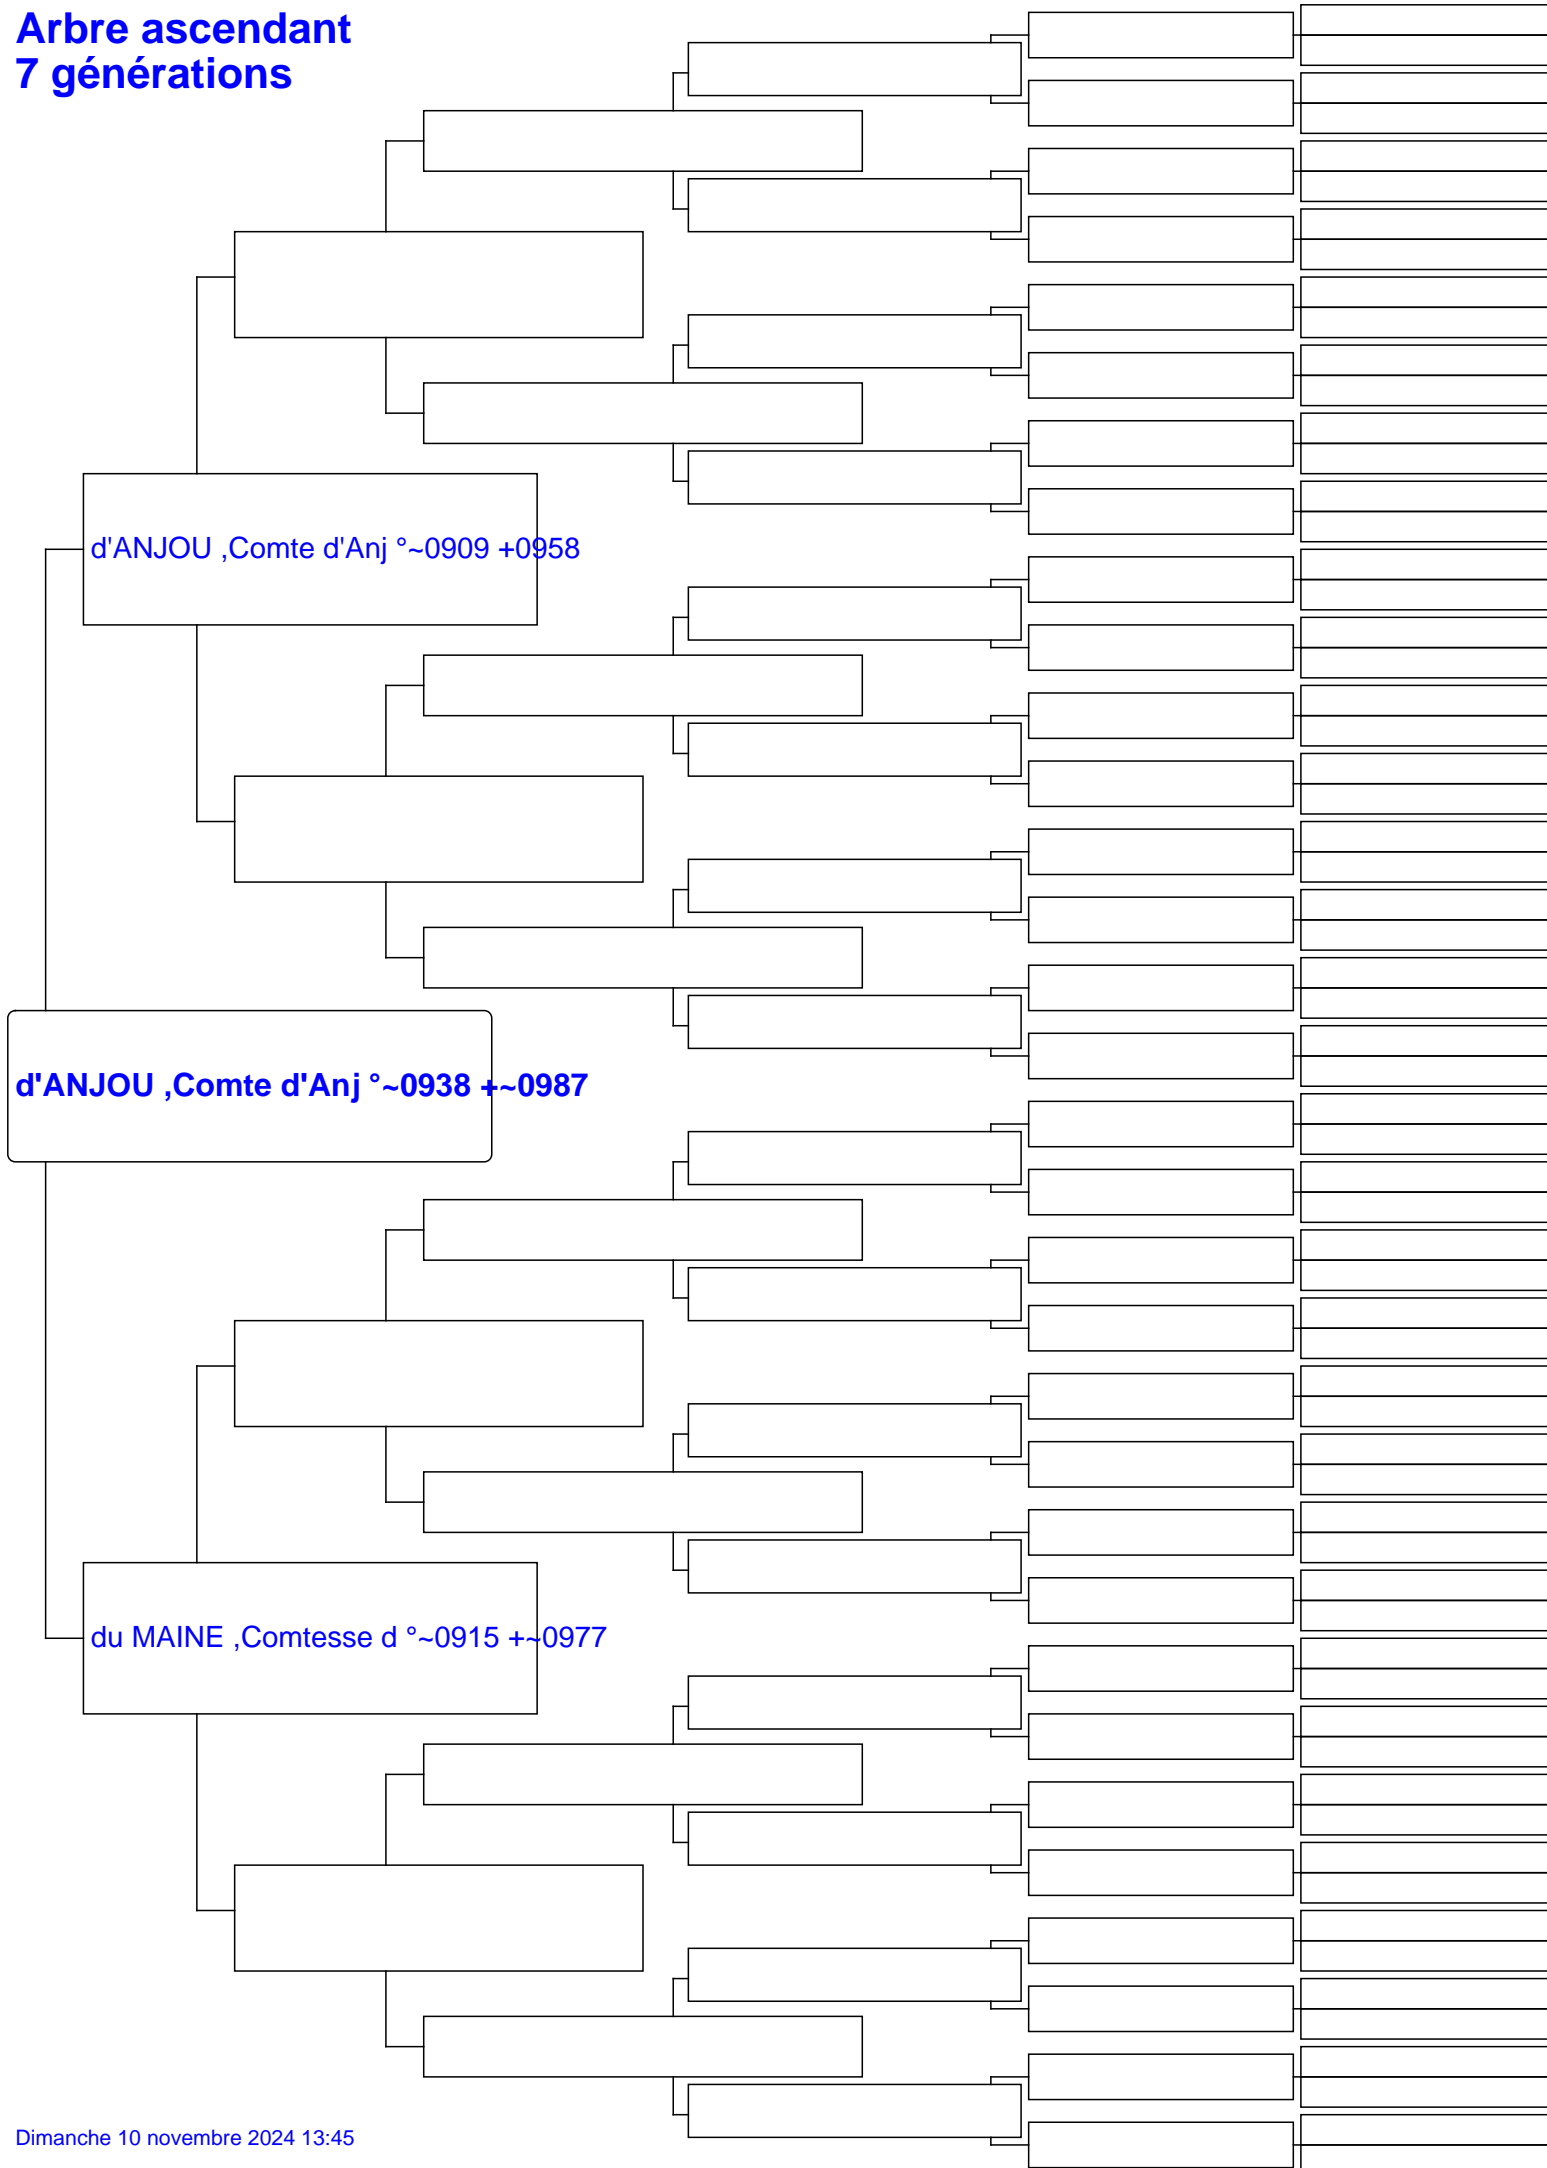 Arbre ascendant
7 générations
d'ANJOU ,Comte d'Anj °~0909 +0958
d'ANJOU ,Comte d'Anj °~0938 +~0987
du MAINE ,Comtesse d °~0915 +~0977
Dimanche 10 novembre 2024 13:45